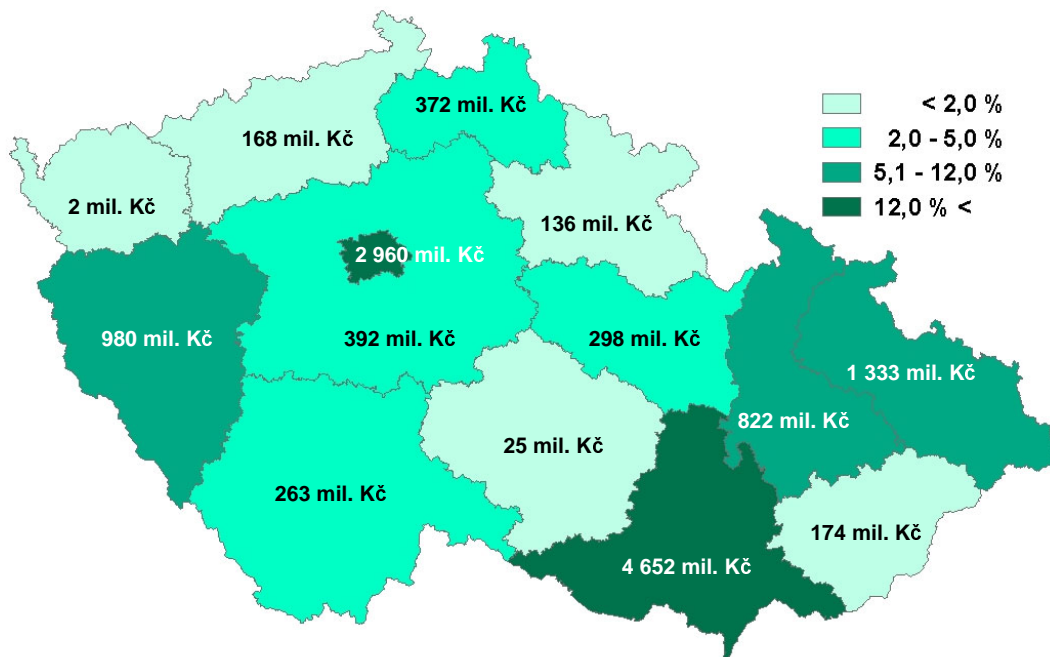 372 mil. Kč
168 mil. Kč
2 mil. Kč
136 mil. Kč
2 960 mil. Kč
980 mil. Kč
392 mil. Kč
298 mil. Kč
1 333 mil. Kč
822 mil. Kč
25 mil. Kč
263 mil. Kč
174 mil. Kč
4 652 mil. Kč
< 2,0 %
2,0 - 5,0 %
5,1 - 12,0 %
12,0 % <